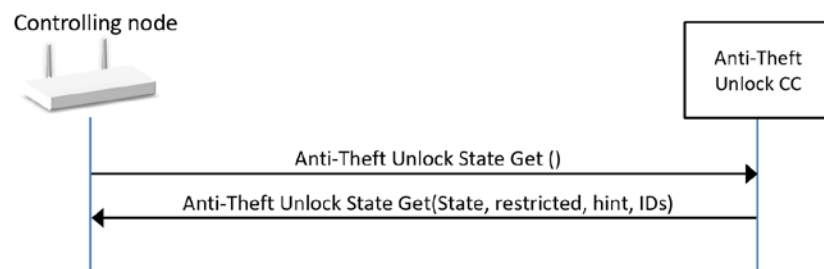 Controlling node
Anti-Theft
Unlock CC
Anti-Theft Unlock State Get ()
Anti-Theft Unlock State Get(State, restricted, hint, IDs)